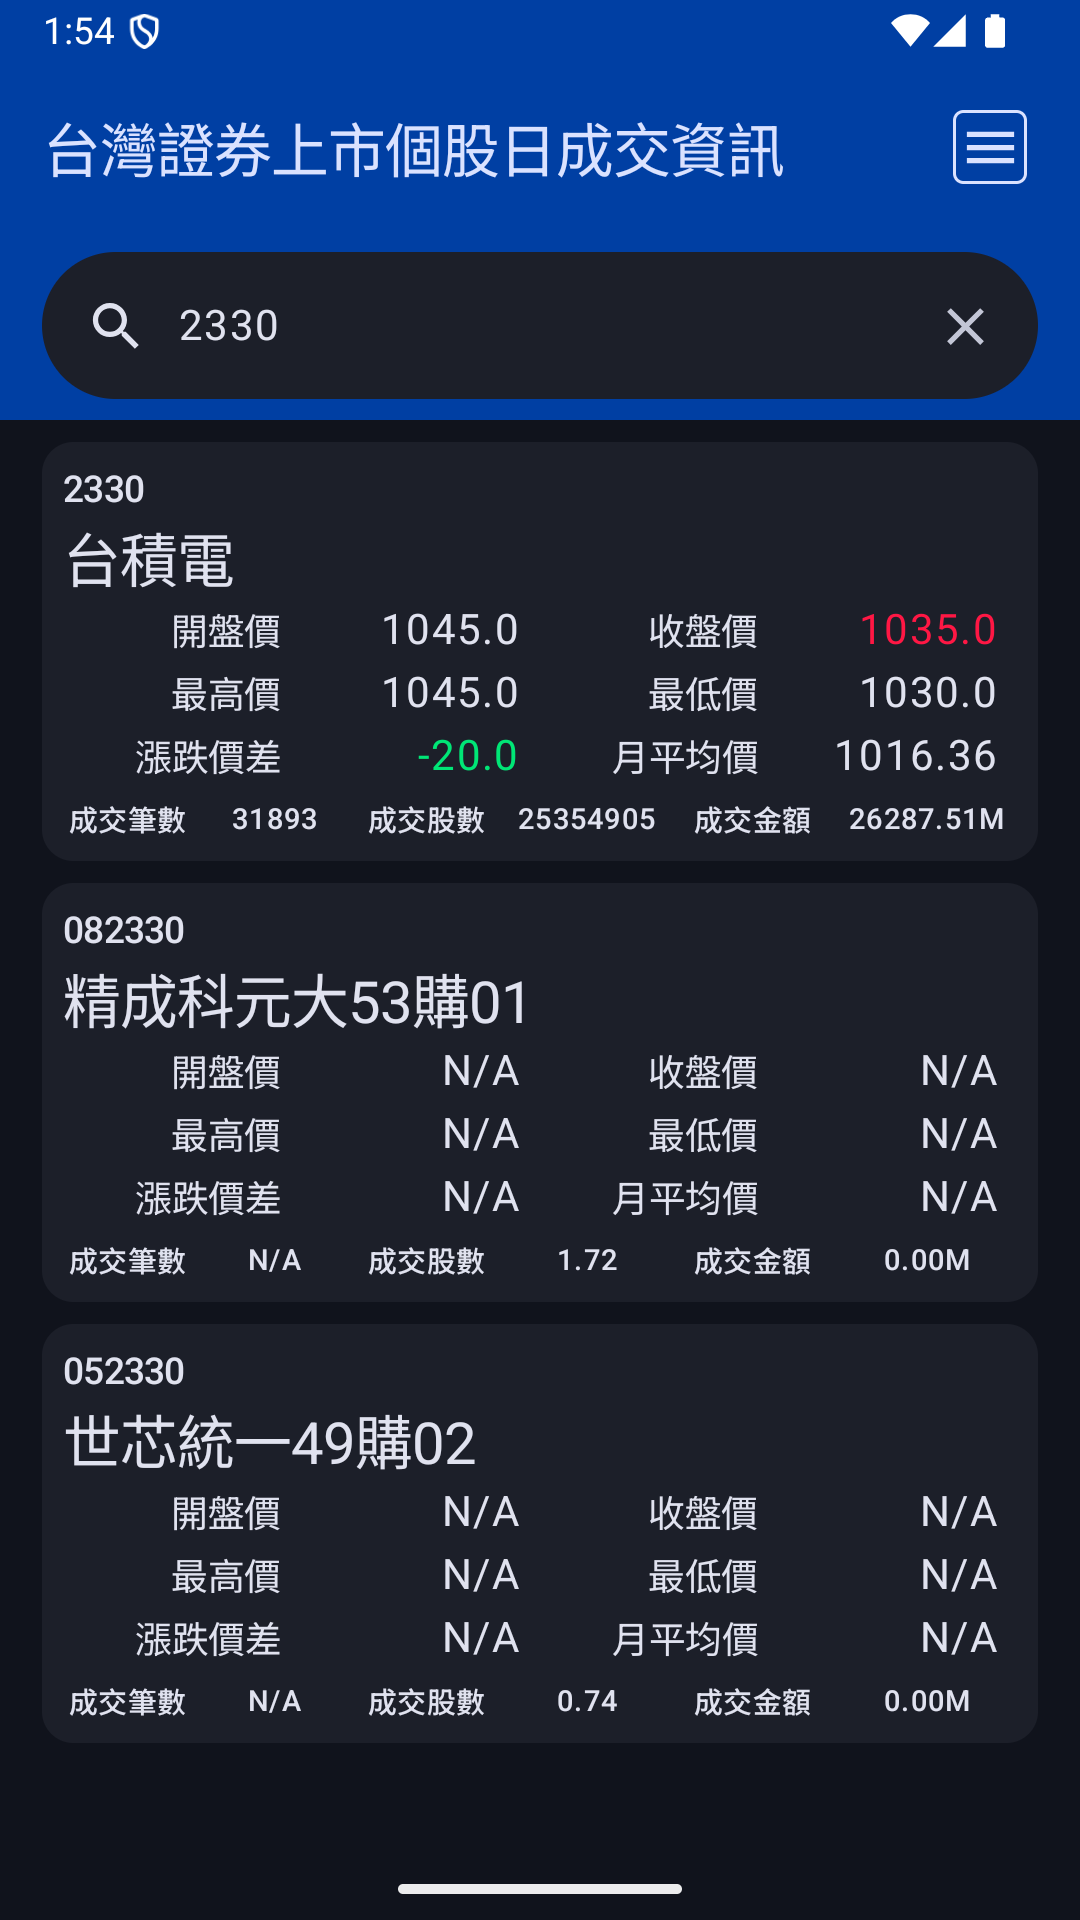 1:54
台灣證券上市個股日成交資訊
2330
2330
台積電
開盤價 1045.0 收盤價 1035.0
最高價 1045.0 最低價 1030.0
漲跌價差 -20.0 月平均價 1016.36
成交筆數 31893 成交股數 25354905 成交金額 26287.51M
082330
精成科元大53購01
開盤價 N/A 收盤價 N/A
最高價 N/A 最低價 N/A
漲跌價差 N/A 月平均價 N/A
成交筆數 N/A 成交股數 1.72 成交金額 0.00M
052330
世芯統一49購02
開盤價 N/A 收盤價 N/A
最高價 N/A 最低價 N/A
漲跌價差 N/A 月平均價 N/A
成交筆數 N/A 成交股數 0.74 成交金額 0.00M